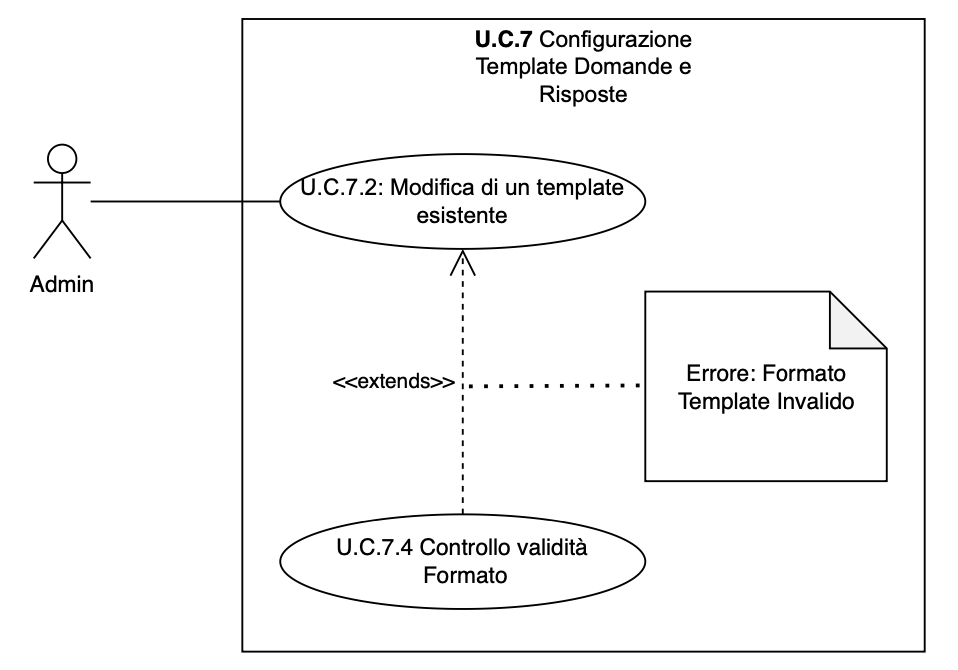 U.C.7 Configurazione
Template Domande e
Risposte
U.C.7.2: Modifica di un template
esistente
Admin
Errore: Formato
Template Invalido
<<extends>>
U.C.7.4 Controllo validità
Formato